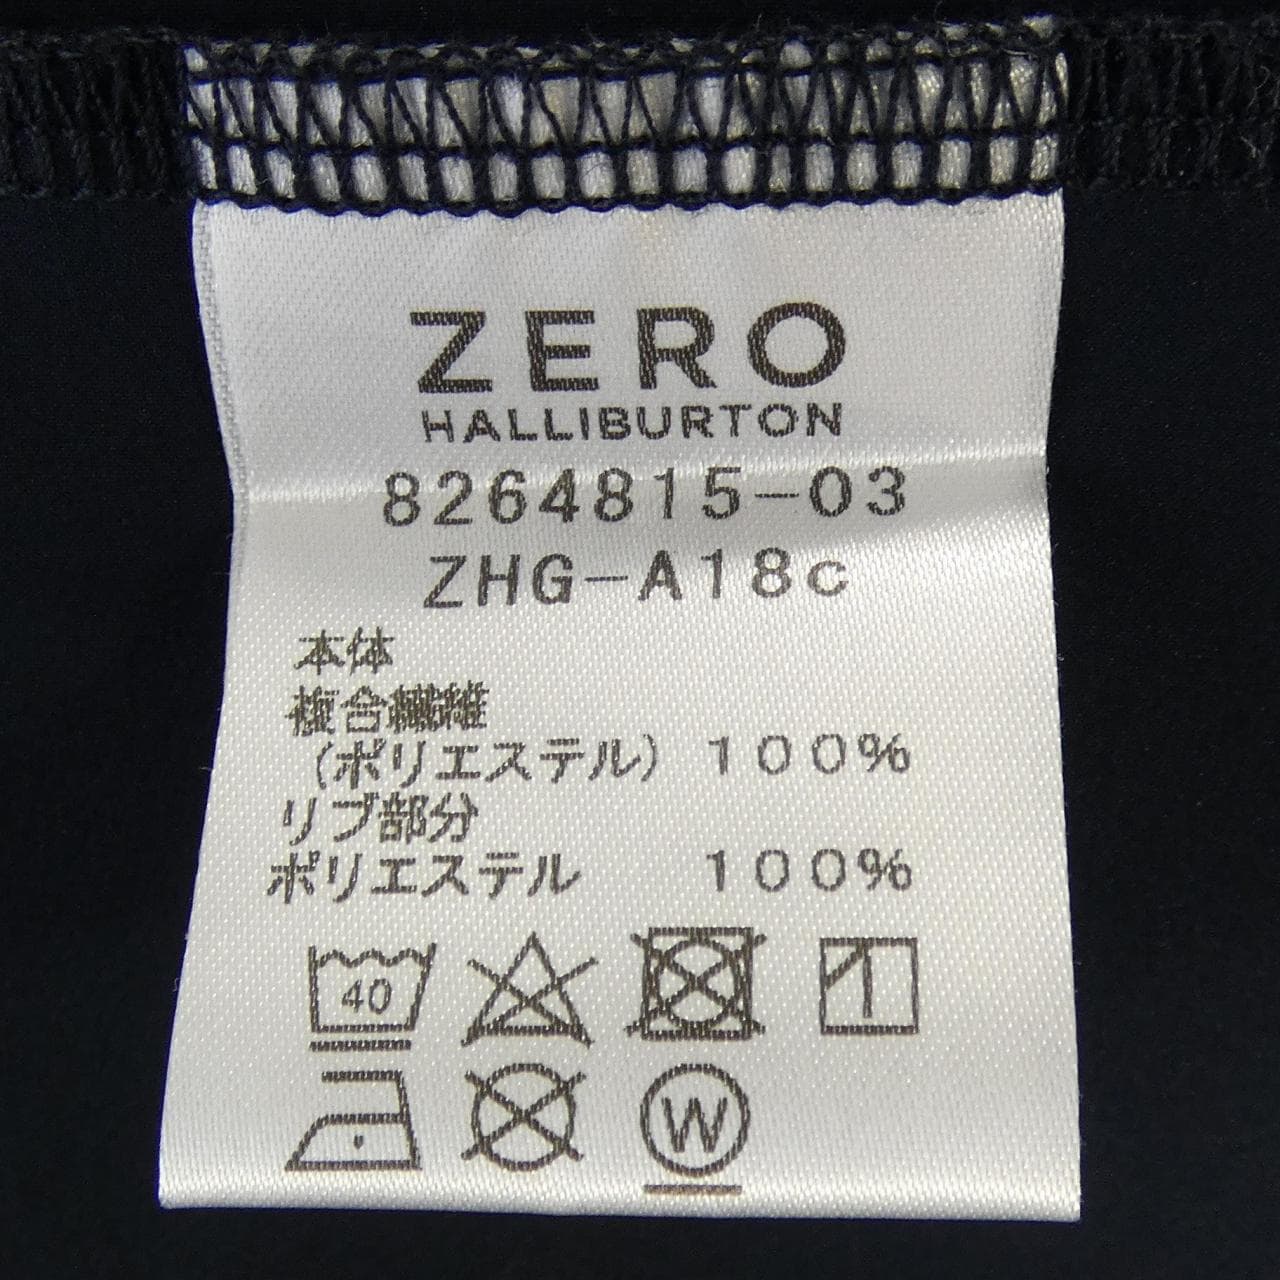 ZERO
HALLIBURTON
8264815-03
ZHG-A18c
本体
複合繊維
(ポリエステル) 100%
リブ部分
ポリエステル 100%
40
W